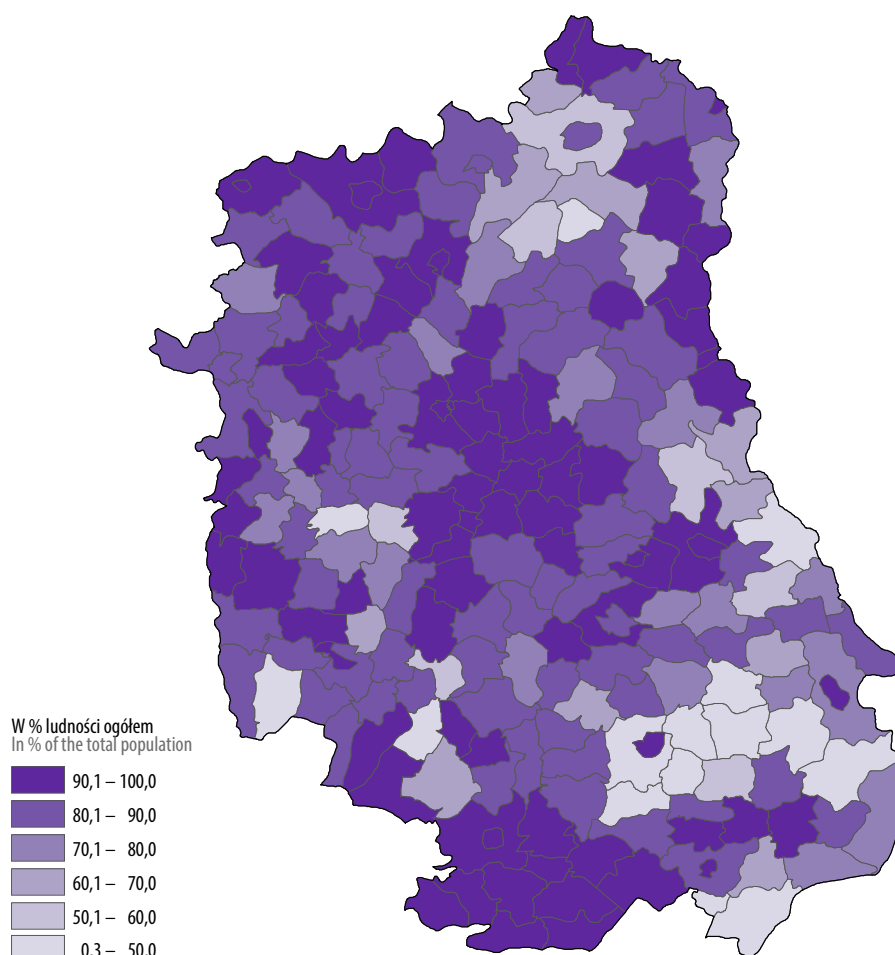 W % ludności ogółem
In % of the total population
90,1 – 100,0
80,1 – 90,0
70,1 – 80,0
60,1 – 70,0
50,1 – 60,0
0,3 – 50,0